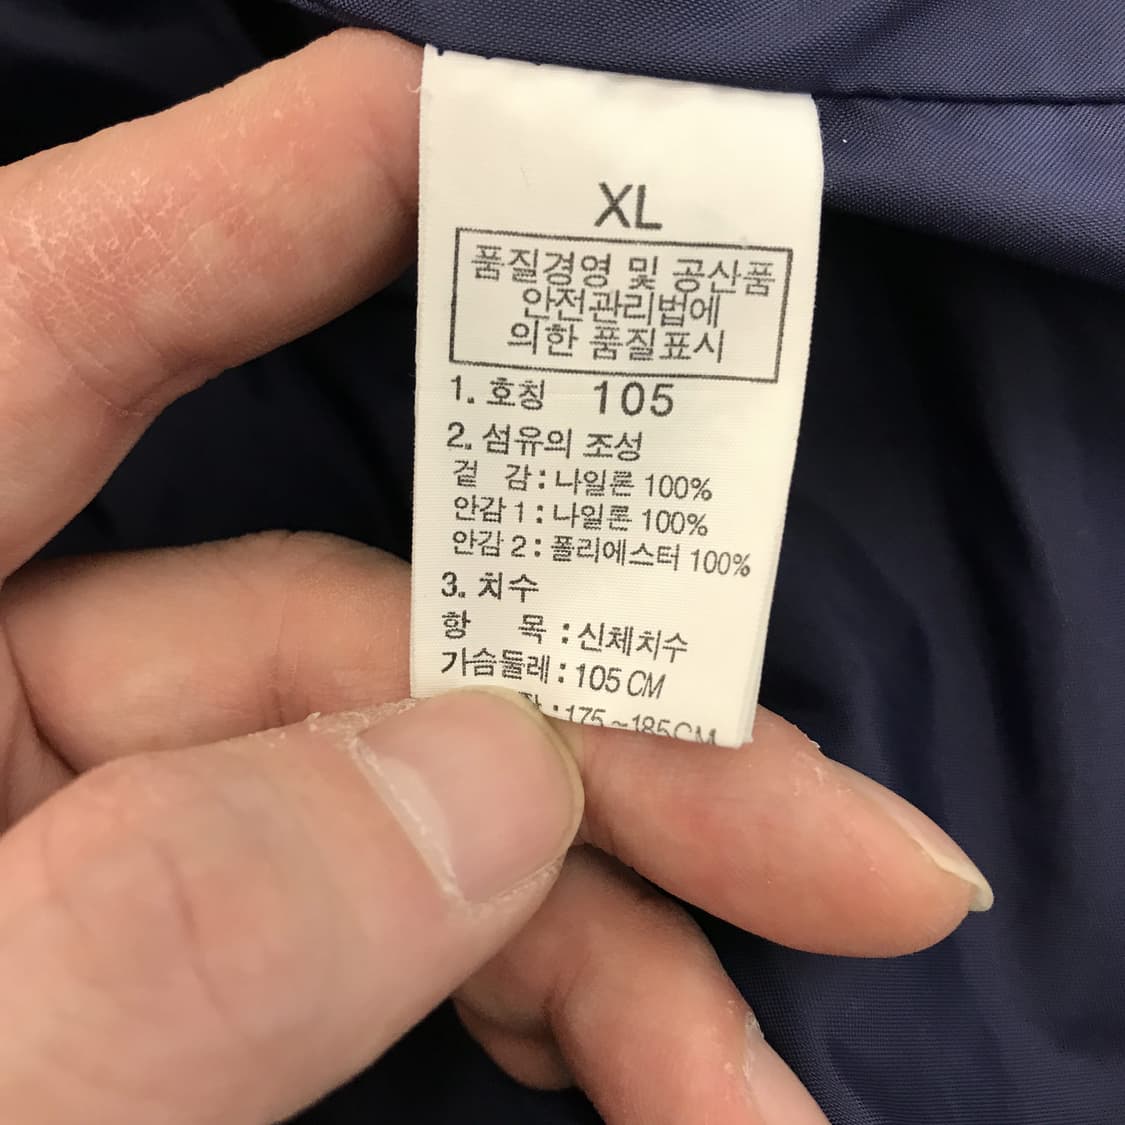 XL
품질경영 및 공산품
안전관리법에
의한 품질표시
1. 호칭 105
2. 섬유의 조성
겉 감 : 나일론 100%
안감 1 : 나일론 100%
안감 2 : 폴리에스터 100%
3. 치수
항 목 : 신체치수
가슴둘레 : 105 CM
: 175~185CM